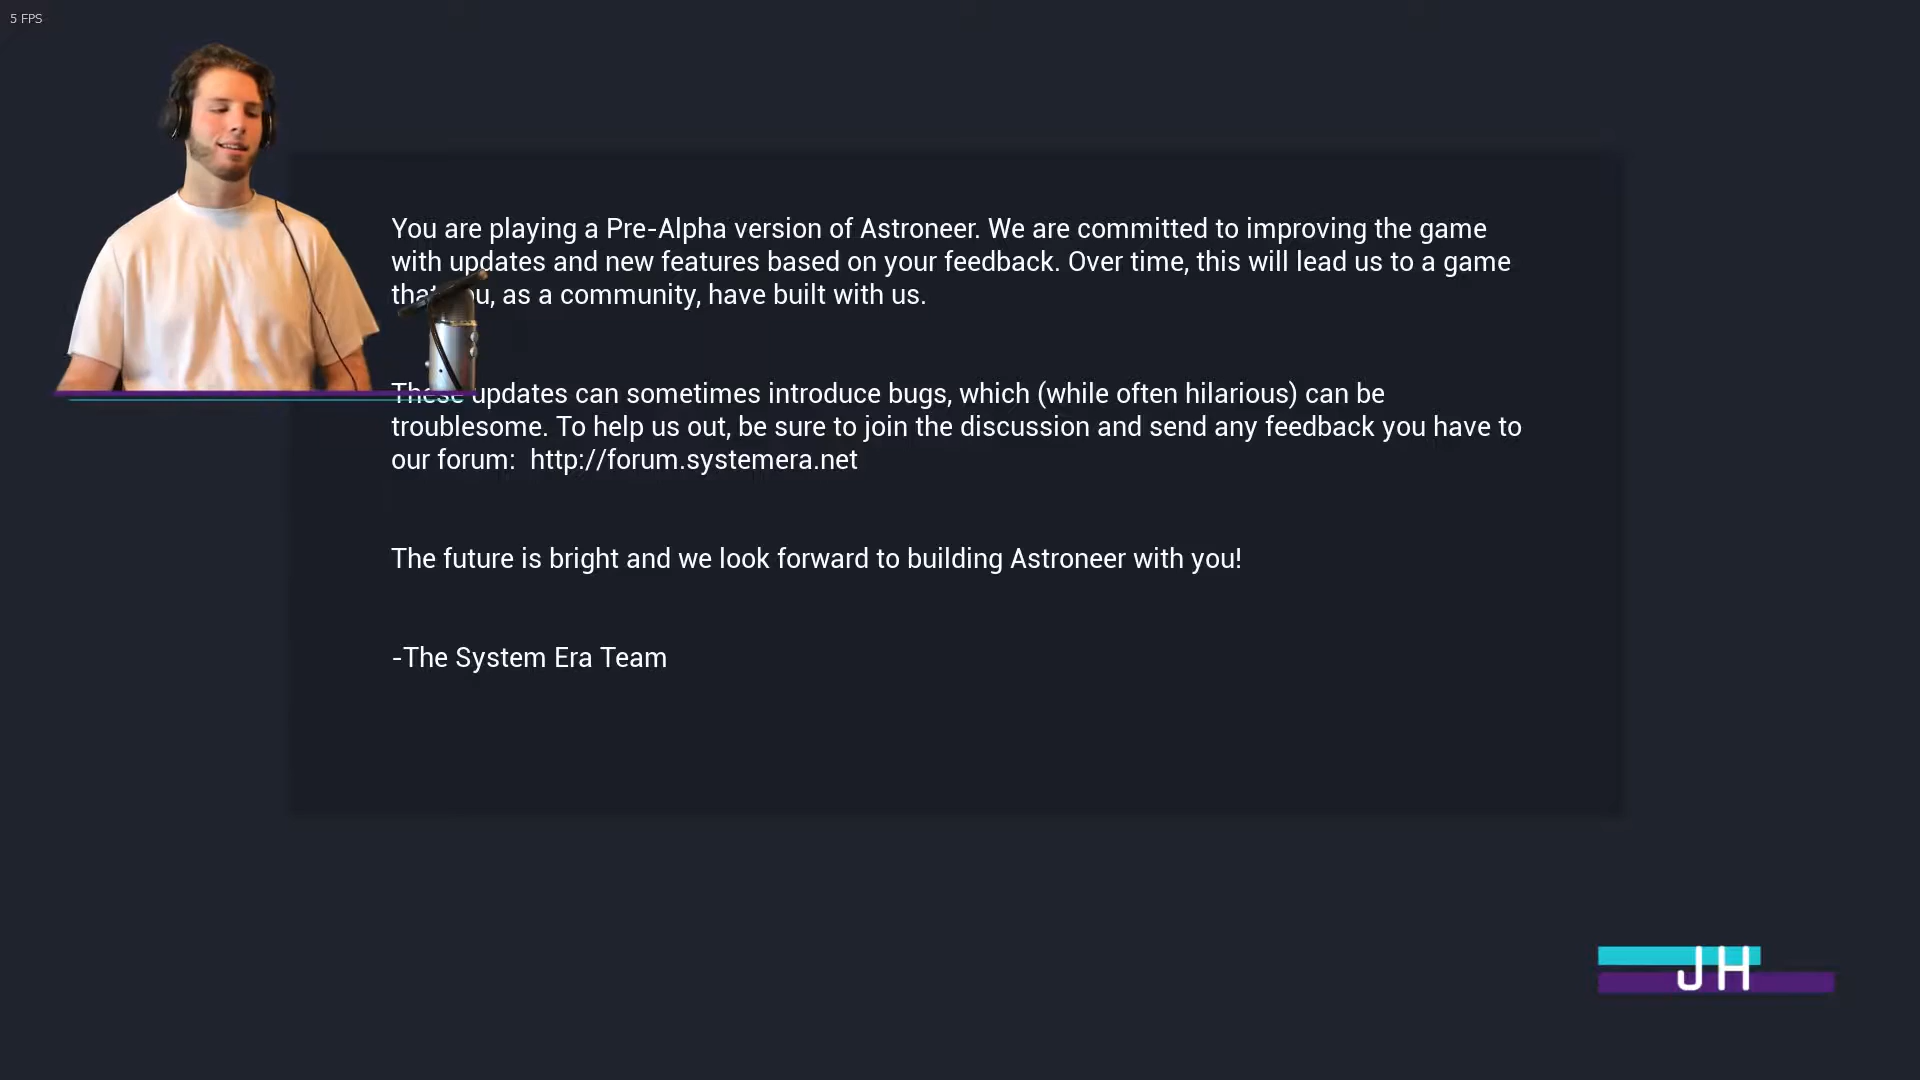 5 FPS
You are playing a Pre-Alpha version of Astroneer. We are committed to improving the game
with updates and new features based on your feedback. Over time, this will lead us to a game
that you, as a community, have built with us.
These updates can sometimes introduce bugs, which (while often hilarious) can be
troublesome. To help us out, be sure to join the discussion and send any feedback you have to
our forum:  http://forum.systemera.net
The future is bright and we look forward to building Astroneer with you!
-The System Era Team
JH